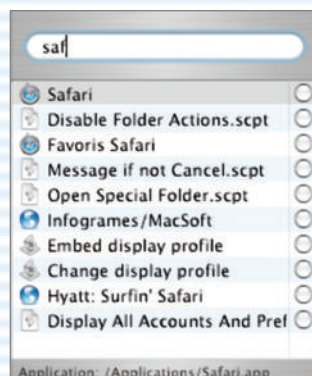 saf
Safari
Disable Folder Actions.scpt
Favoris Safari
Message if not Cancel.scpt
Open Special Folder.scpt
Infogrames/MacSoft
Embed display profile
Change display profile
Hyatt: Surfin' Safari
Display All Accounts And Pref
Application: /Applications/Safari.app